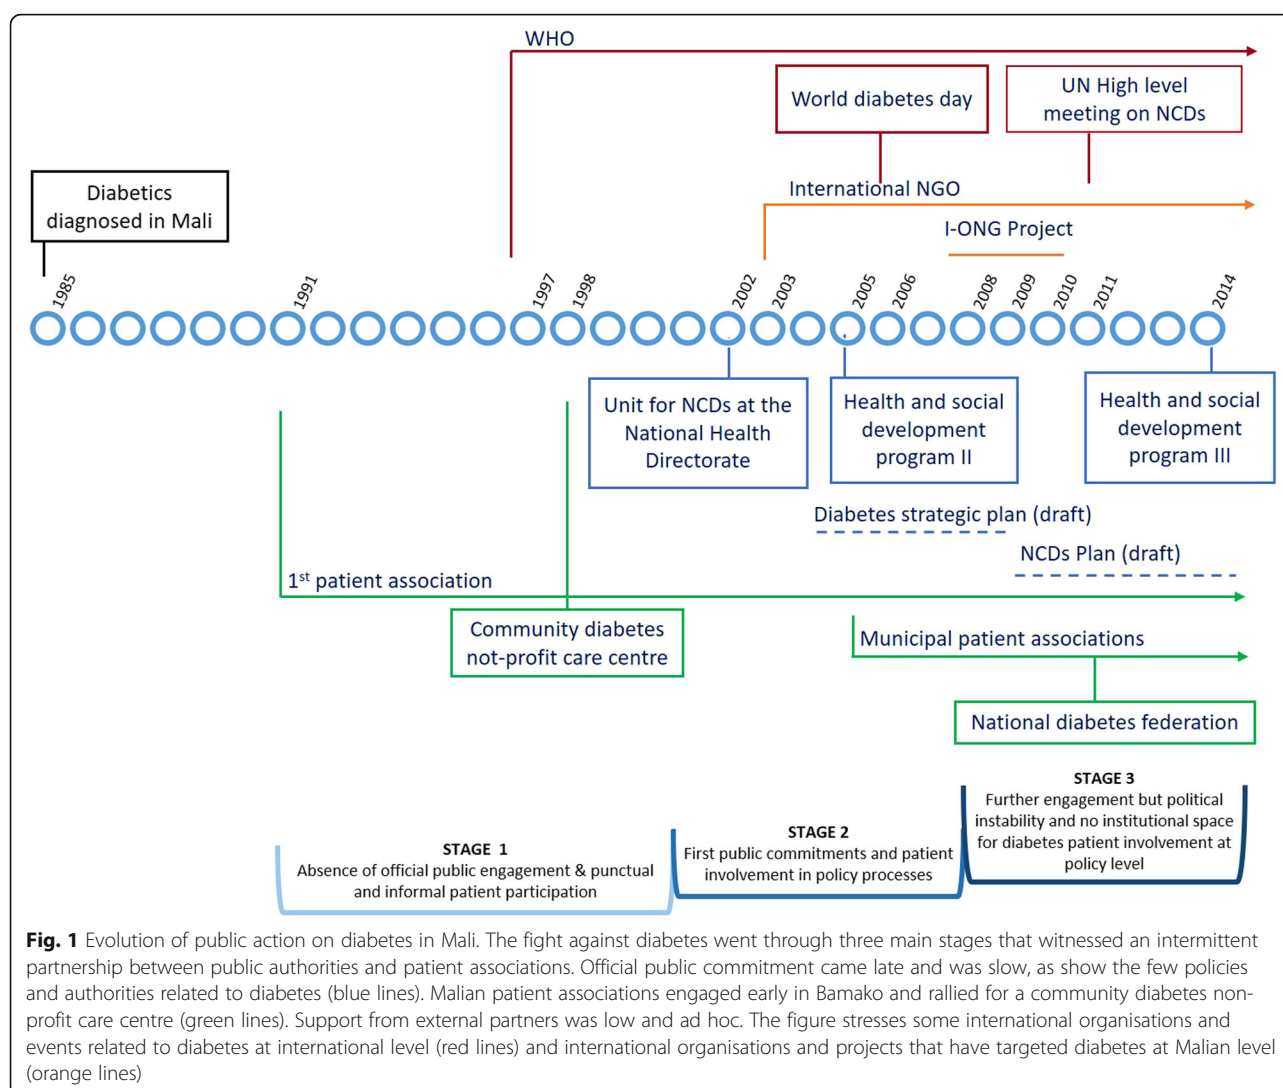 WHO
World diabetes day
UN High level
meeting on NCDs
Diabetics
diagnosed in Mali
International NGO
I-ONG Project
1985
1991
1997
1998
2002
2003
2005
2006
2008
2009
2010
2011
2014
Unit for NCDs at the
National Health
Directorate
Health and social
development
program II
Health and social
development
program III
Diabetes strategic plan (draft)
NCDs Plan (draft)
1st patient association
Community diabetes
not-profit care centre
Municipal patient associations
National diabetes federation
STAGE 1
Absence of official public engagement & punctual
and informal patient participation
STAGE 2
First public commitments and patient
involvement in policy processes
STAGE 3
Further engagement but political
instability and no institutional space
for diabetes patient involvement at
policy level
Fig. 1 Evolution of public action on diabetes in Mali. The fight against diabetes went through three main stages that witnessed an intermittent
partnership between public authorities and patient associations. Official public commitment came late and was slow, as show the few policies
and authorities related to diabetes (blue lines). Malian patient associations engaged early in Bamako and rallied for a community diabetes non-
profit care centre (green lines). Support from external partners was low and ad hoc. The figure stresses some international organisations and
events related to diabetes at international level (red lines) and international organisations and projects that have targeted diabetes at Malian level
(orange lines)